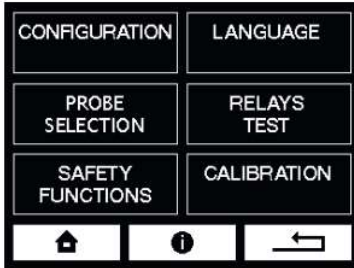 CONFIGURATION
LANGUAGE
PROBE
SELECTION
RELAYS
TEST
SAFETY
FUNCTIONS
CALIBRATION